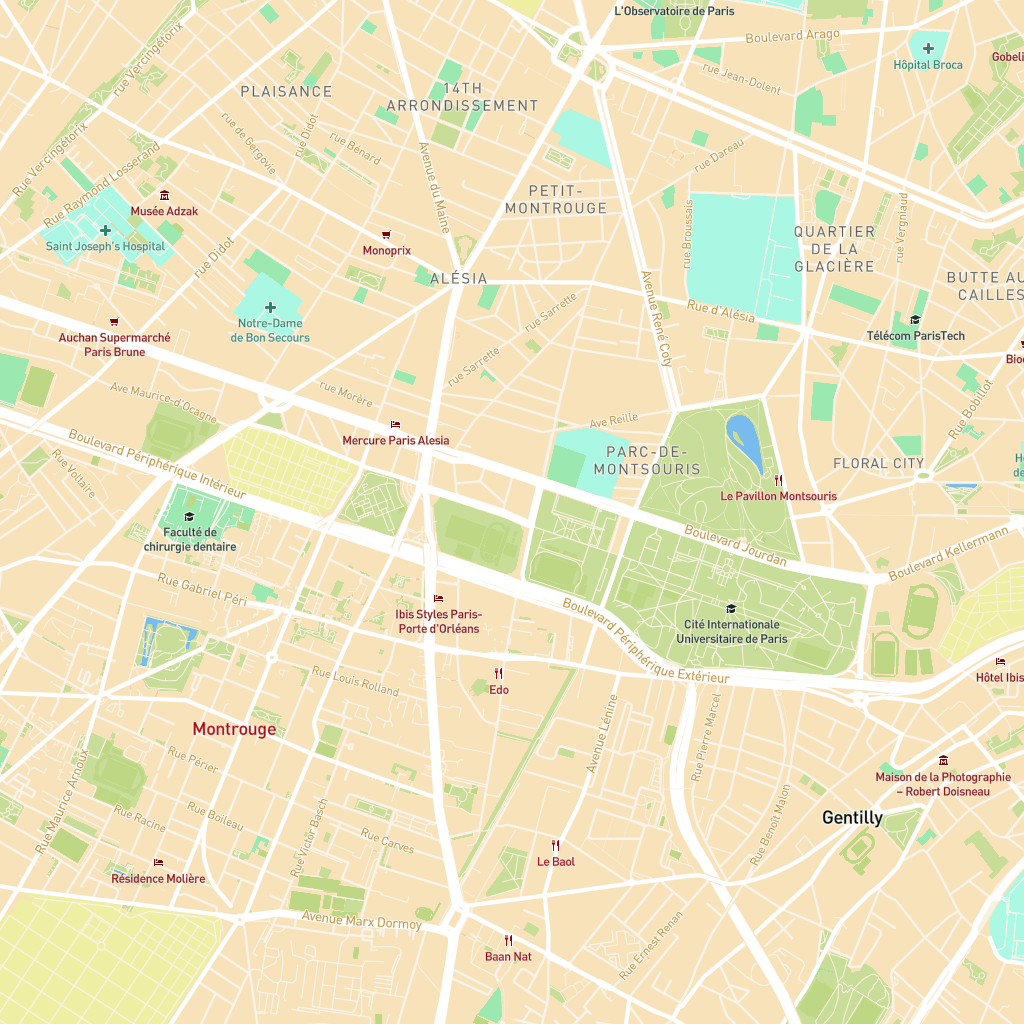 L'Observatoire de Paris
Boulevard Arago
Hôpital Broca
Gobeli
rue Vercingétorix
PLAISANCE
14TH
ARRONDISSEMENT
rue Jean-Dolent
Rue Vercingétorix
rue de Gergovie
rue Didot
rue Bénard
Avenue du Maine
rue Dareau
Rue Raymond Losserand
Musée Adzak
PETIT-
MONTROUGE
rue Broussais
rue Vergniaud
Saint Joseph's Hospital
rue Didot
Monoprix
QUARTIER
DE LA
GLACIÈRE
ALÉSIA
BUTTE AU
CAILLES
Avenue René Coty
Rue d'Alésia
rue Sarrette
Notre-Dame
de Bon Secours
Auchan Supermarché
Paris Brune
Télécom ParisTech
Bioc
rue Sarrette
Ave Maurice-d'Ocagne
rue Morère
Rue Bobillot
Ave Reille
Mercure Paris Alesia
Boulevard Périphérique Intérieur
PARC-DE-
MONTSOURIS
FLORAL CITY
Hô
de
Rue Voltaire
Le Pavillon Montsouris
Faculté de
chirurgie dentaire
Boulevard Jourdan
Boulevard Kellermann
Rue Gabriel Péri
Ibis Styles Paris-
Porte d'Orléans
Boulevard Périphérique Extérieur
Cité Internationale
Universitaire de Paris
Rue Louis Rolland
Edo
Hôtel Ibis
Montrouge
Avenue Lénine
Rue Pierre Marcel
Rue Périer
Rue Maurice Arnoux
Maison de la Photographie
– Robert Doisneau
Rue Racine
Rue Boileau
Rue Victor Basch
Rue Carves
Rue Benoît Malon
Gentilly
Le Baol
Résidence Molière
Avenue Marx Dormoy
Rue Ernest Renan
Baan Nat